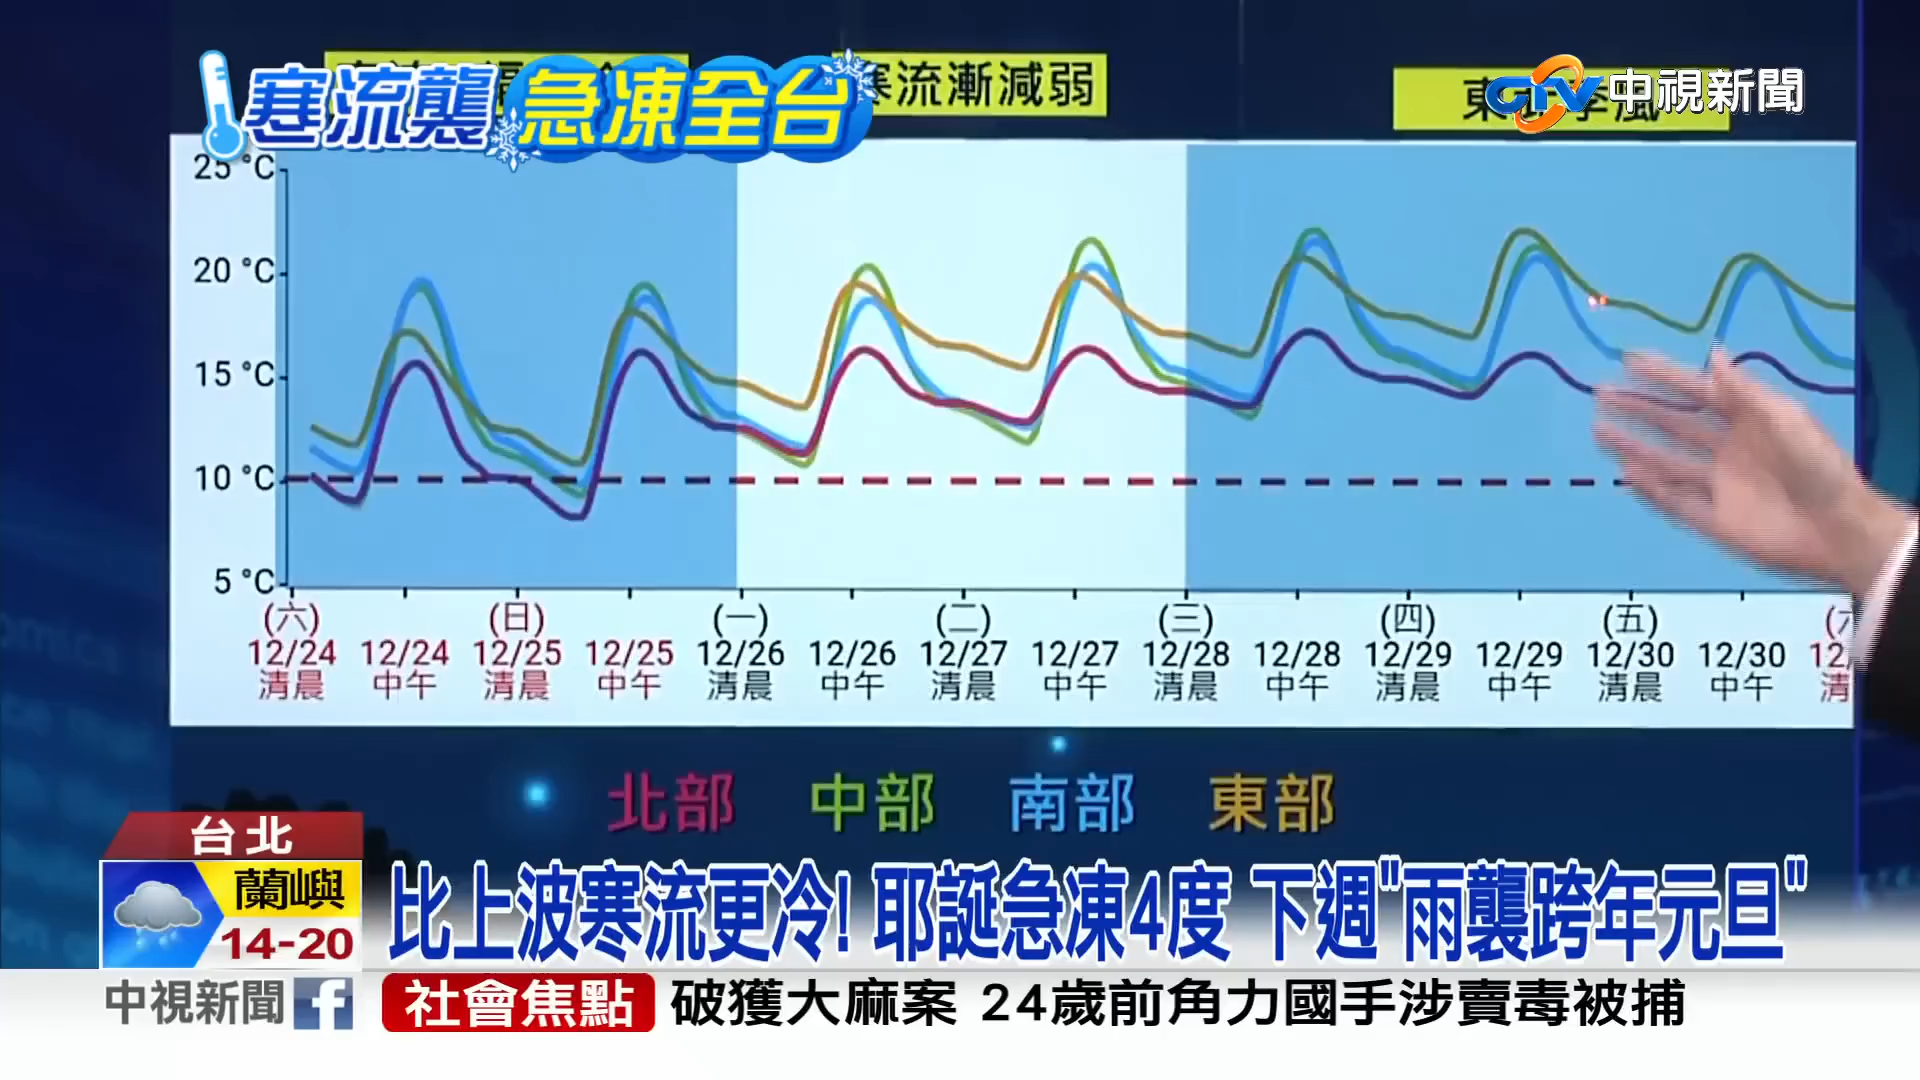 寒流襲 急凍全台
寒流漸減弱
中視新聞
25 °C
20 °C
15 °C
10 °C
5 °C
(六) (日) (一) (二) (三) (四) (五)
12/24 12/24 12/25 12/25 12/26 12/26 12/27 12/27 12/28 12/28 12/29 12/29 12/30 12/30 12/
清晨 中午 清晨 中午 清晨 中午 清晨 中午 清晨 中午 清晨 中午 清晨 中午 清
北部 中部 南部 東部
台北
蘭嶼
14-20
比上波寒流更冷! 耶誕急凍4度 下週"雨襲跨年元旦"
中視新聞 f
社會焦點 破獲大麻案 24歲前角力國手涉賣毒被捕